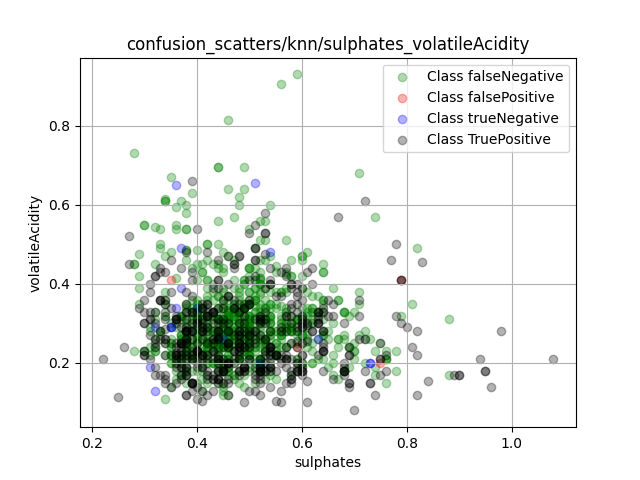 confusion_scatters/knn/sulphates_volatileAcidity
Class falseNegative
Class falsePositive
Class trueNegative
Class TruePositive
volatileAcidity
0.8
0.6
0.4
0.2
0.2 0.4 0.6 0.8 1.0
sulphates